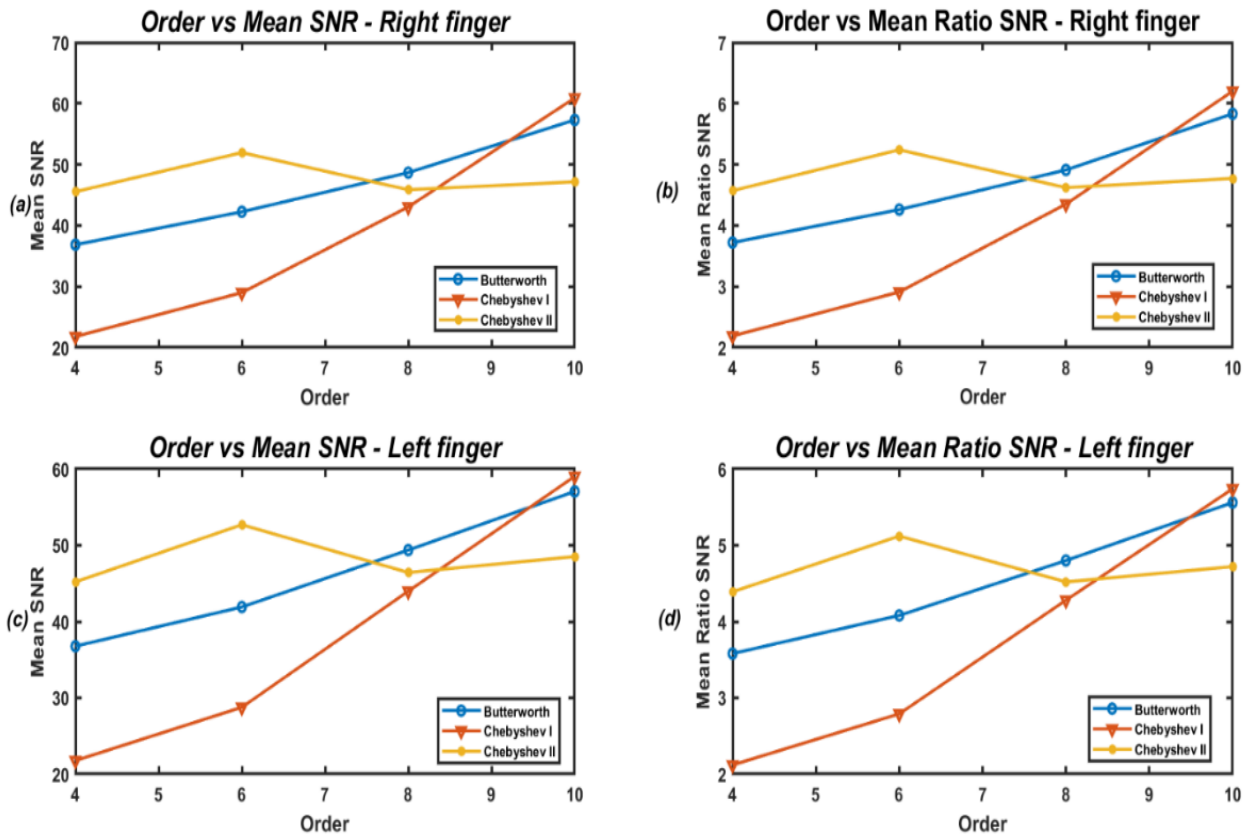 Order vs Mean SNR - Right finger
70
60
50
40
30
20
Mean SNR
(a)
4 5 6 7 8 9 10
Order
Butterworth
Chebyshev I
Chebyshev II
Order vs Mean Ratio SNR - Right finger
7
6
5
4
3
2
Mean Ratio SNR
(b)
4 5 6 7 8 9 10
Order
Butterworth
Chebyshev I
Chebyshev II
Order vs Mean SNR - Left finger
60
50
40
30
20
Mean SNR
(c)
4 5 6 7 8 9 10
Order
Butterworth
Chebyshev I
Chebyshev II
Order vs Mean Ratio SNR - Left finger
6
5
4
3
2
Mean Ratio SNR
(d)
4 5 6 7 8 9 10
Order
Butterworth
Chebyshev I
Chebyshev II